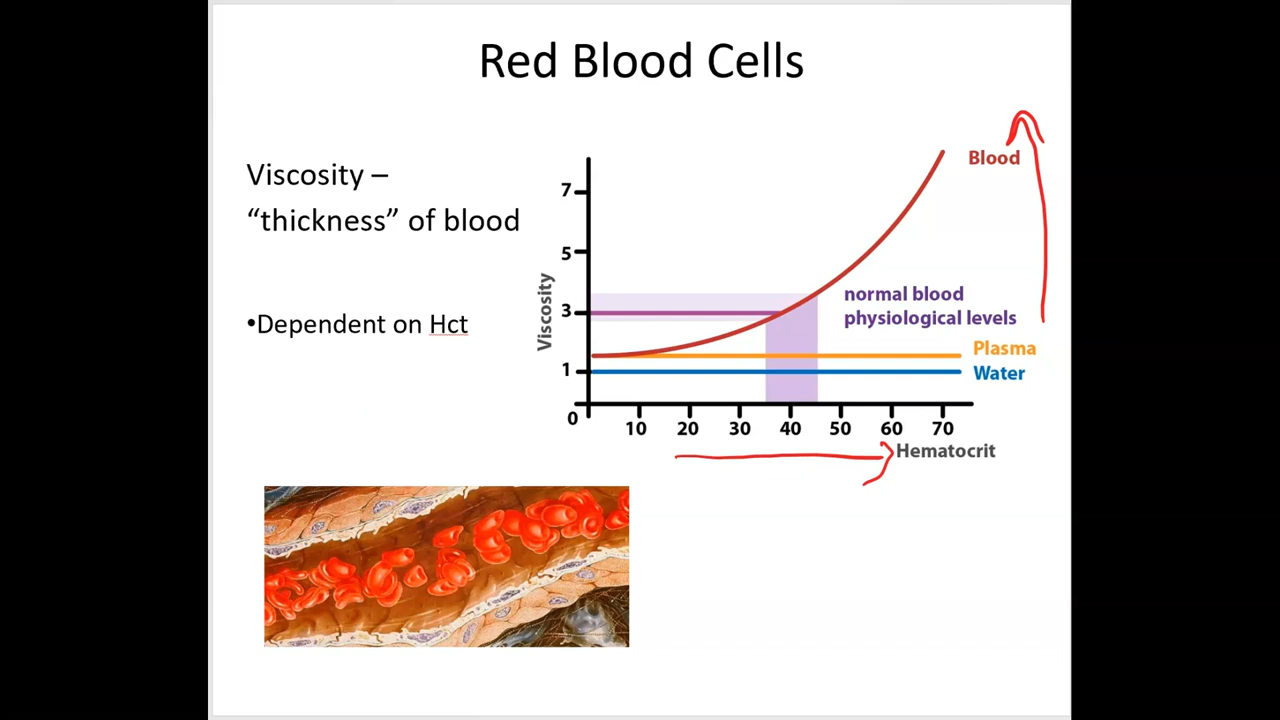 Red Blood Cells
Viscosity –
“thickness” of blood
•Dependent on Hct
Viscosity
7
5
3
1
0
10 20 30 40 50 60 70
Hematocrit
Blood
normal blood
physiological levels
Plasma
Water